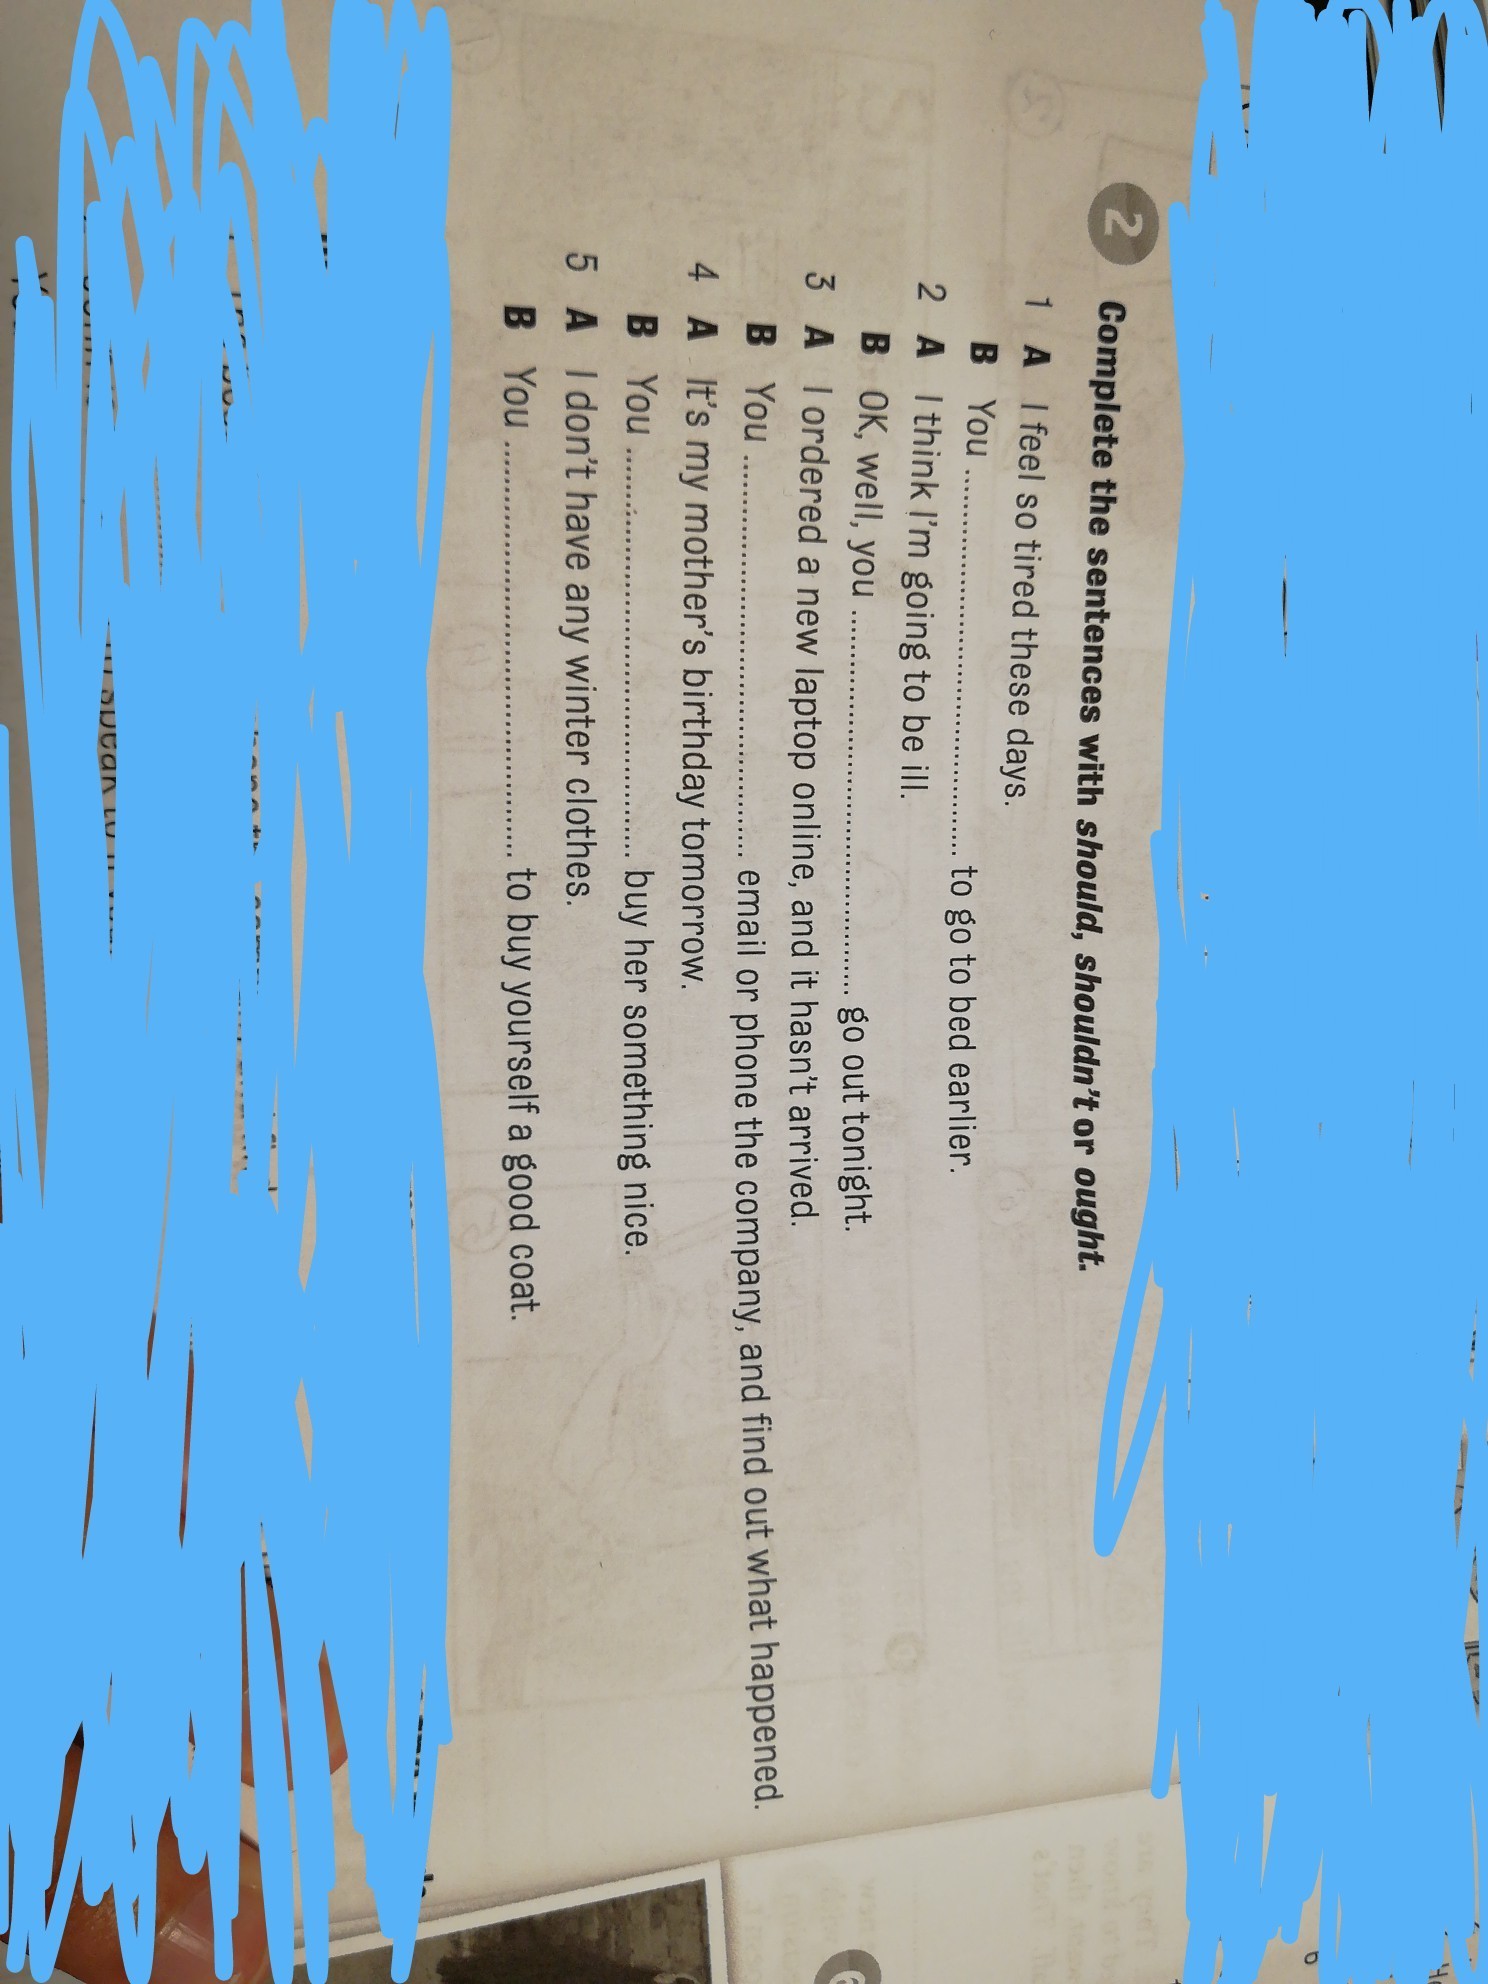 2 Complete the sentences with should, shouldn't or ought.
1 A I feel so tired these days.
B You ........................................ to go to bed earlier.
2 A I think I'm going to be ill.
B OK, well, you ........................................ go out tonight.
3 A I ordered a new laptop online, and it hasn't arrived.
B You ........................................ email or phone the company, and find out what happened.
4 A It's my mother's birthday tomorrow.
B You ........................................ buy her something nice.
5 A I don't have any winter clothes.
B You ........................................ to buy yourself a good coat.